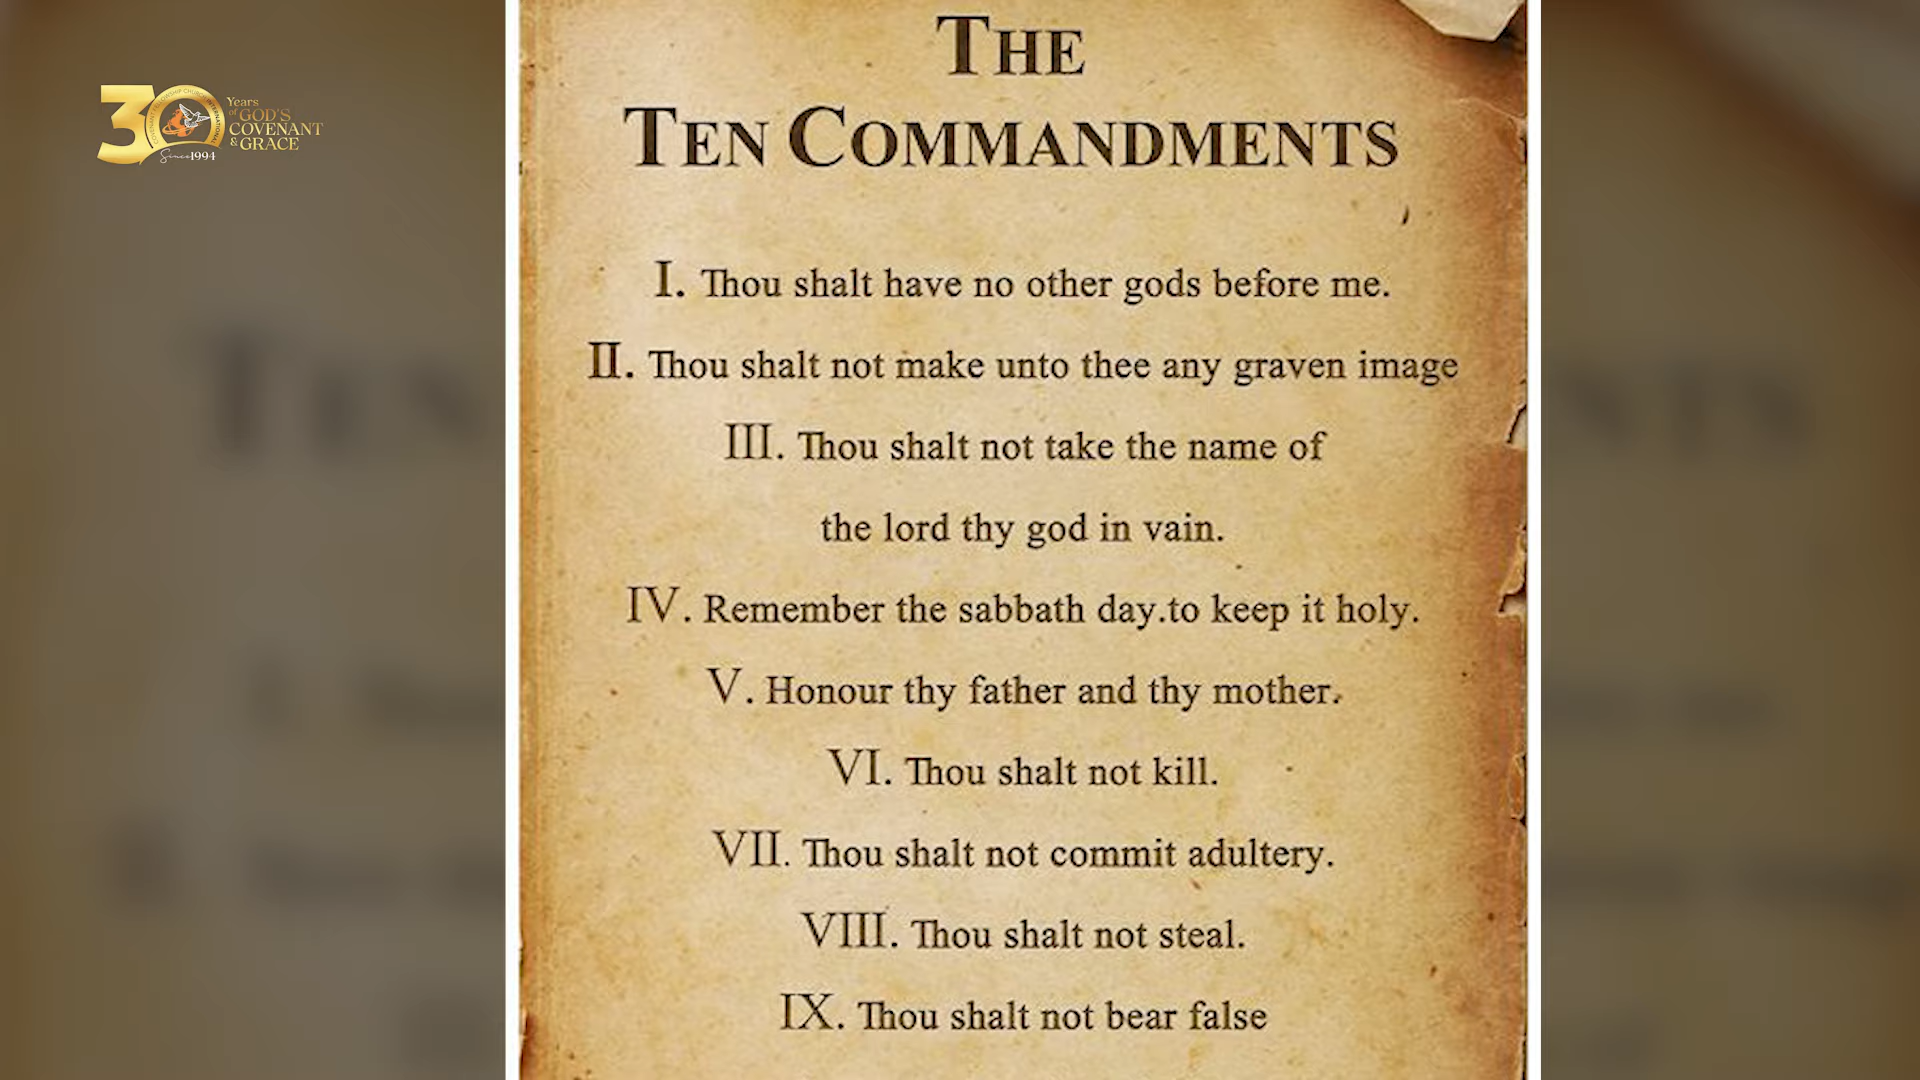 30 Years
of GOD'S
COVENANT
& GRACE
Since 1994
THE
TEN COMMANDMENTS
I. Thou shalt have no other gods before me.
II. Thou shalt not make unto thee any graven image
III. Thou shalt not take the name of
the lord thy god in vain.
IV. Remember the sabbath day.to keep it holy.
V. Honour thy father and thy mother.
VI. Thou shalt not kill.
VII. Thou shalt not commit adultery.
VIII. Thou shalt not steal.
IX. Thou shalt not bear false